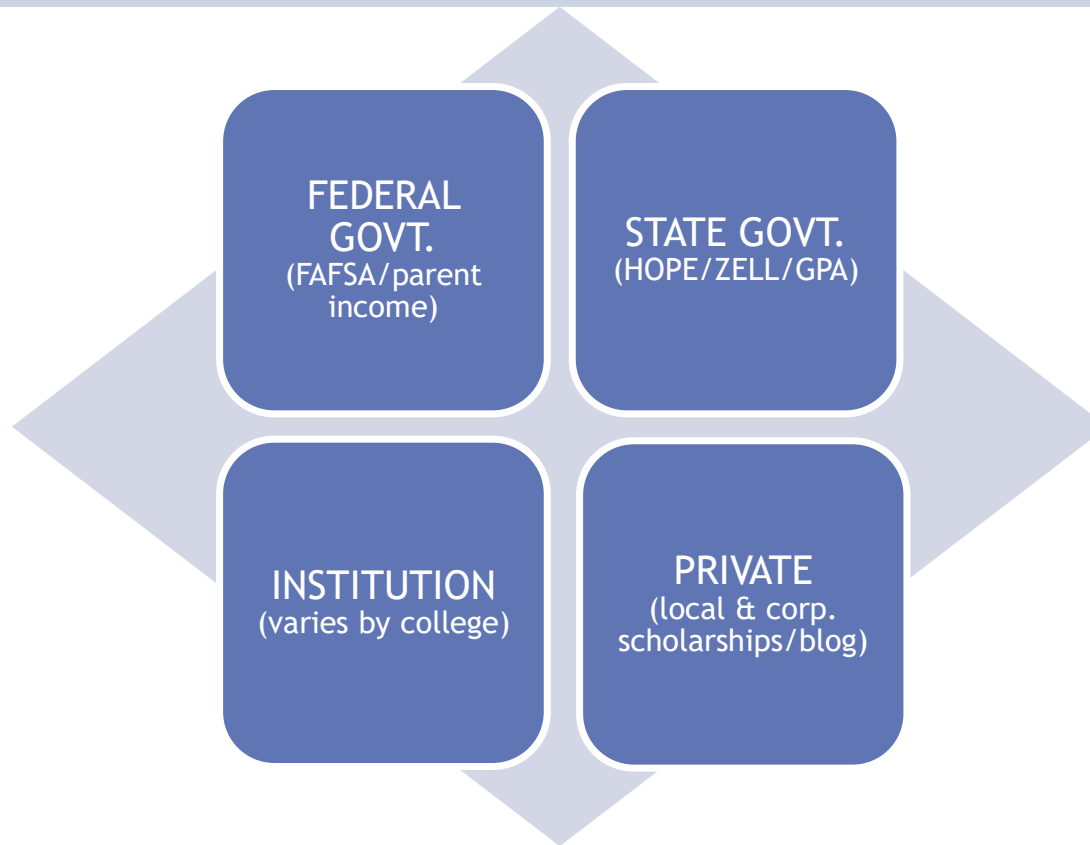 FEDERAL
GOVT.
(FAFSA/parent
income)
STATE GOVT.
(HOPE/ZELL/GPA)
INSTITUTION
(varies by college)
PRIVATE
(local & corp.
scholarships/blog)